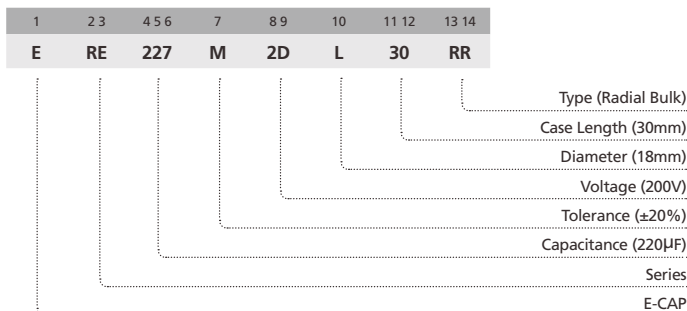 1 2 3 4 5 6 7 8 9 10 11 12 13 14
E RE 227 M 2D L 30 RR
Type (Radial Bulk)
Case Length (30mm)
Diameter (18mm)
Voltage (200V)
Tolerance (±20%)
Capacitance (220µF)
Series
E-CAP